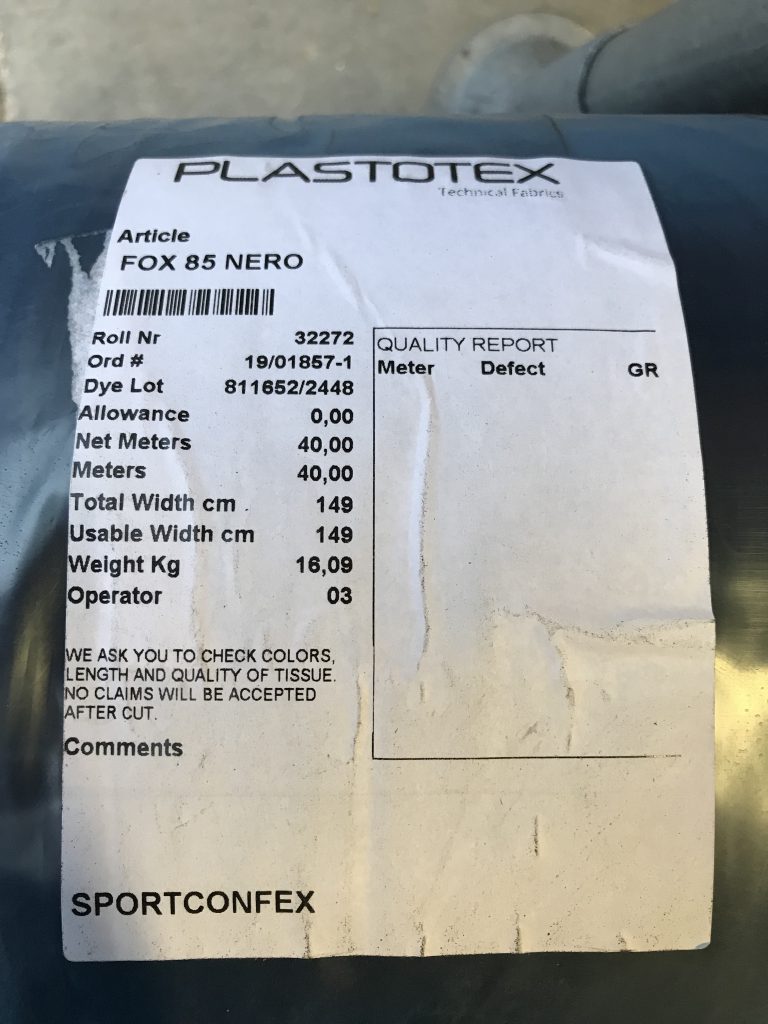 PLASTOTEX
Technical Fabrics
Article
FOX 85 NERO
Roll Nr 32272
Ord # 19/01857-1
Dye Lot 811652/2448
Allowance 0,00
Net Meters 40,00
Meters 40,00
Total Width cm 149
Usable Width cm 149
Weight Kg 16,09
Operator 03
QUALITY REPORT
Meter Defect GR
WE ASK YOU TO CHECK COLORS,
LENGTH AND QUALITY OF TISSUE.
NO CLAIMS WILL BE ACCEPTED
AFTER CUT.
Comments
SPORTCONFEX